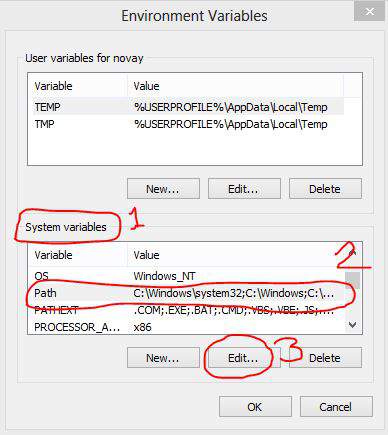 Environment Variables
User variables for novay
Variable Value
TEMP %USERPROFILE%\AppData\Local\Temp
TMP %USERPROFILE%\AppData\Local\Temp
New... Edit... Delete
System variables 1
Variable Value 2
OS Windows_NT
Path C:\Windows\system32;C:\Windows;C:\...
PATHEXT .COM;.EXE;.BAT;.CMD;.VBS;.VBE;.JS;....
PROCESSOR_A... x86
New... Edit... 3 Delete
OK Cancel